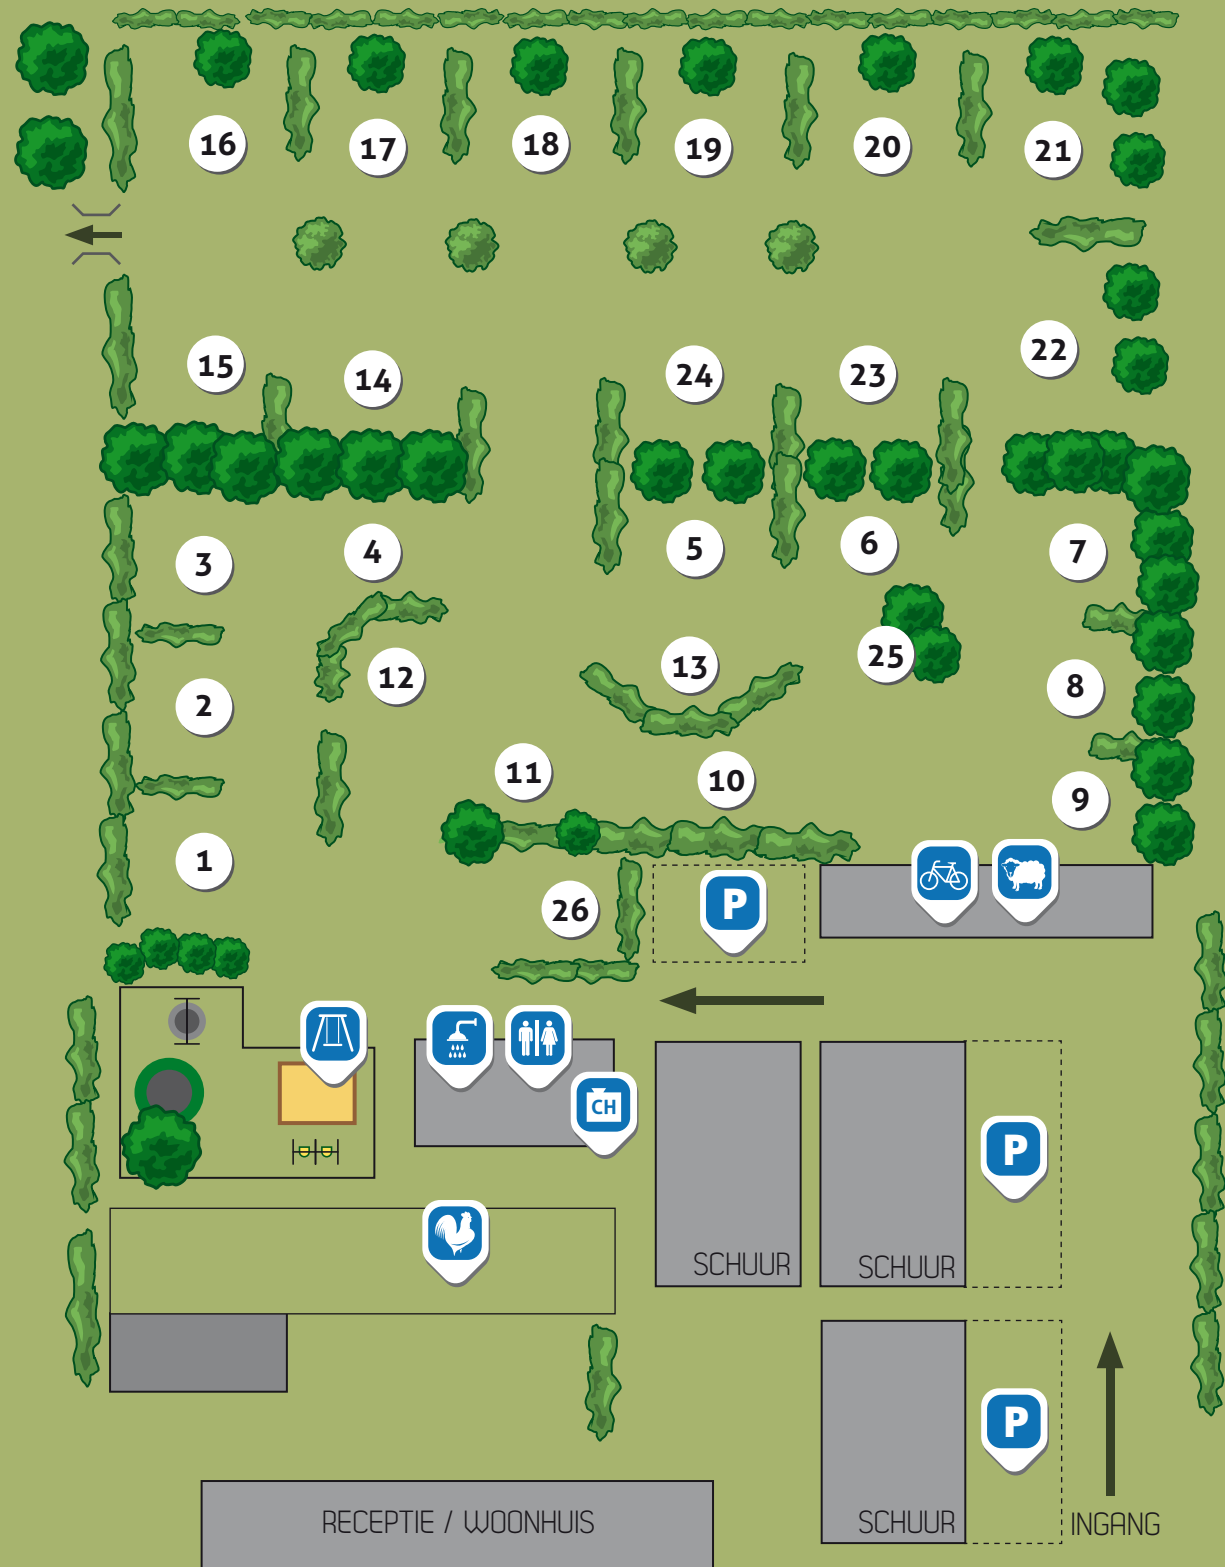 16 17 18 19 20 21
15 14 24 23 22
3 4 5 6 7
2 12 13 25 8
11 10 9
1
26 P
CH
P
SCHUUR SCHUUR
P
RECEPTIE / WOONHUIS SCHUUR INGANG